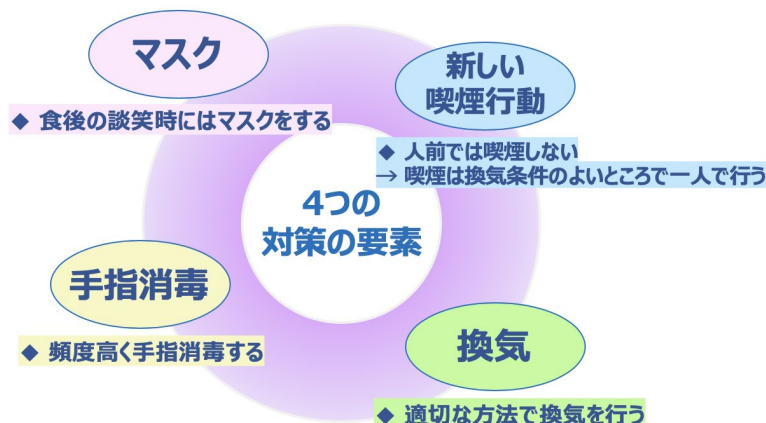 マスク
◆ 食後の談笑時にはマスクをする
新しい
喫煙行動
◆ 人前では喫煙しない
→ 喫煙は換気条件のよいところで一人で行う
4つの
対策の要素
手指消毒
◆ 頻度高く手指消毒する
換気
◆ 適切な方法で換気を行う